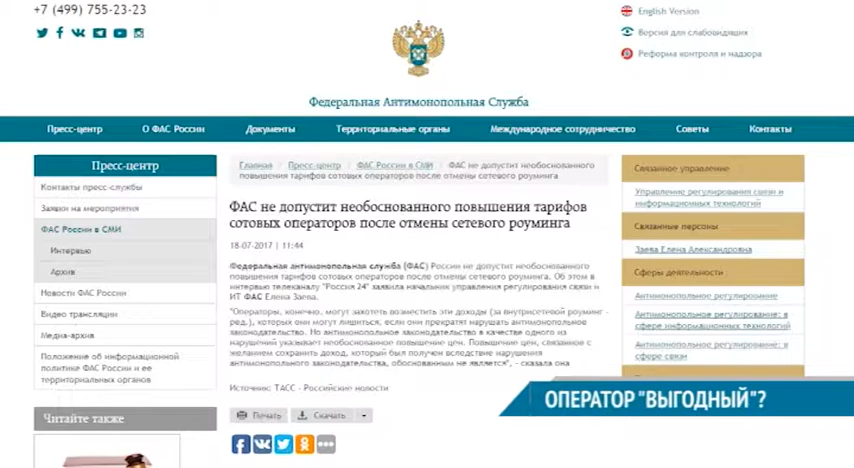 +7 (499) 755-23-23
English Version
Версия для слабовидящих
Реформа контроля и надзора
Федеральная Антимонопольная Служба
Пресс-центр О ФАС России Документы Территориальные органы Международное сотрудничество Советы Контакты
Пресс-центр
Контакты пресс-службы
Заявки на мероприятия
ФАС России в СМИ
Интервью
Архив
Новости ФАС России
Видео трансляции
Медиа-архив
Положение об информационной
политике ФАС России и ее
территориальных органов
Читайте также
Главная / Пресс-центр / ФАС России в СМИ / ФАС не допустит необоснованного
повышения тарифов сотовых операторов после отмены сетевого роуминга
ФАС не допустит необоснованного повышения тарифов
сотовых операторов после отмены сетевого роуминга
18-07-2017 | 11:44
Федеральная антимонопольная служба (ФАС) России не допустит необоснованного
повышения тарифов сотовых операторов после отмены сетевого роуминга. Об этом в
интервью телеканалу "Россия 24" заявила начальник управления регулирования связи и
ИТ ФАС Елена Заева.
"Операторы, конечно, могут захотеть возместить эти доходы (за внутрисетевой роуминг -
ред.), которых они могут лишиться, если они прекратят нарушать антимонопольное
законодательство. Но антимонопольное законодательство в качестве одного из
нарушений указывает необоснованное повышение цен. Повышение цен, связанное с
желанием сохранить доход, который был получен вследствие нарушения
антимонопольного законодательства, обоснованным не является", - сказала она
Источник: ТАСС - Российские новости
Печать Скачать
Связанное управление
Управление регулирования связи и
информационных технологий
Связанные персоны
Заева Елена Александровна
Сферы деятельности
Антимонопольное регулирование
Антимонопольное регулирование: в
сфере информационных технологий
Антимонопольное регулирование: в
сфере связи
ОПЕРАТОР "ВЫГОДНЫЙ"?